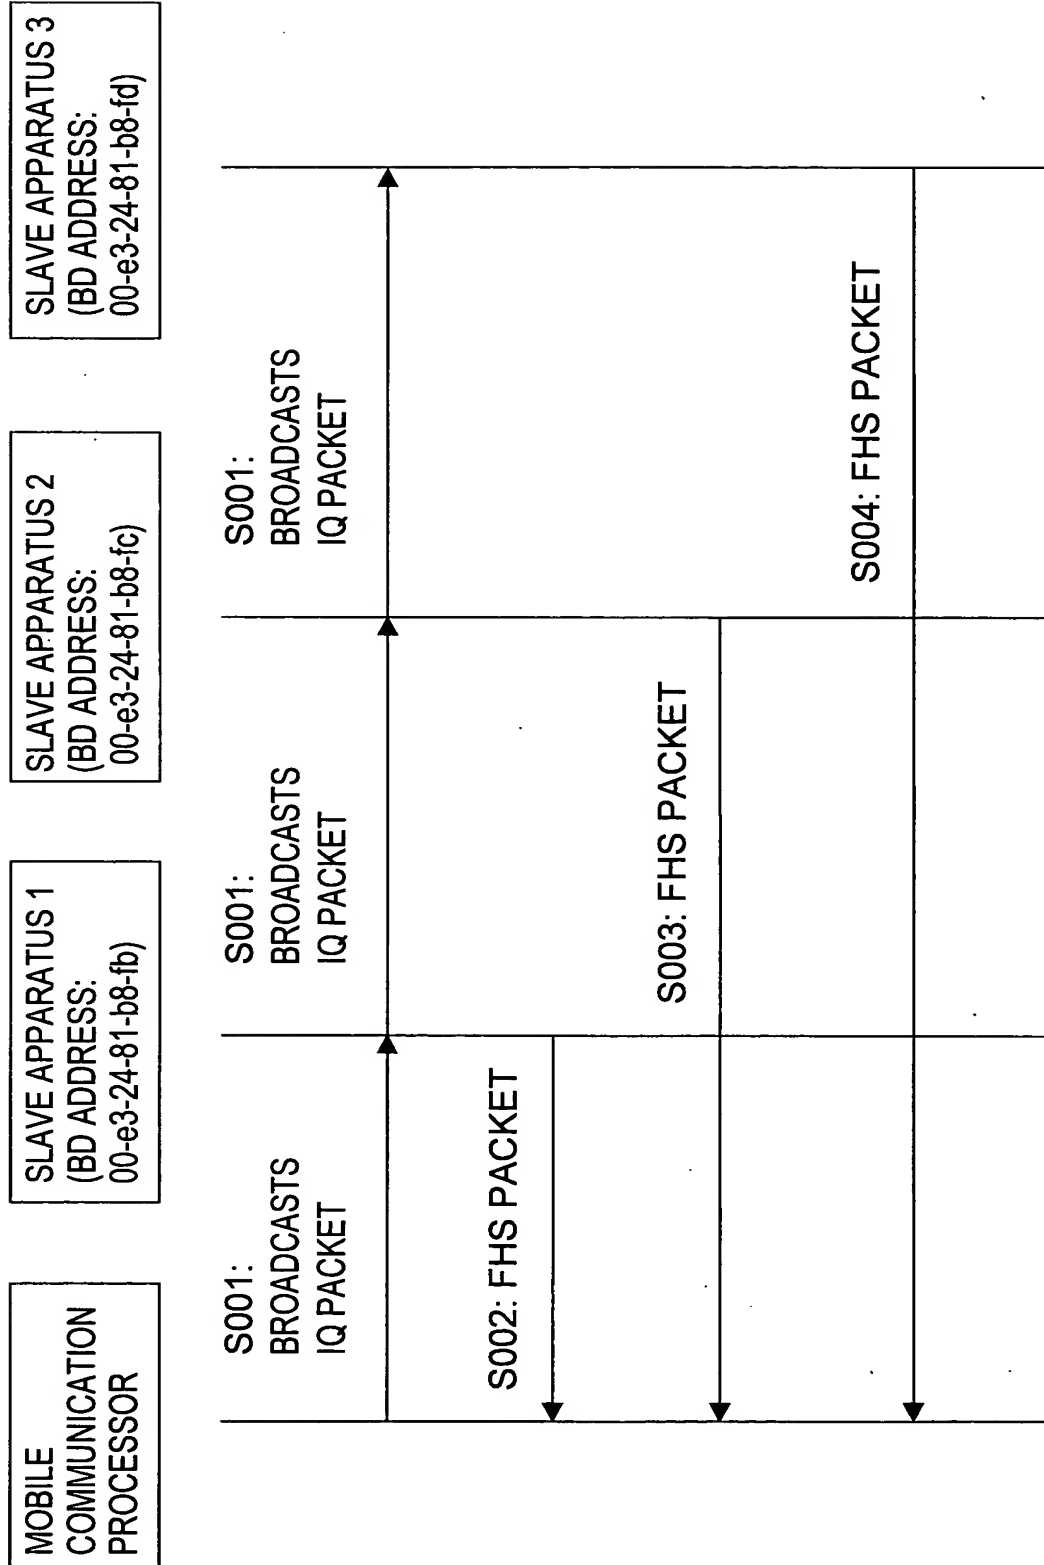 MOBILE
COMMUNICATION
PROCESSOR
SLAVE APPARATUS 1
(BD ADDRESS:
00-e3-24-81-b8-fb)
SLAVE APPARATUS 2
(BD ADDRESS:
00-e3-24-81-b8-fc)
SLAVE APPARATUS 3
(BD ADDRESS:
00-e3-24-81-b8-fd)
S001:
BROADCASTS
IQ PACKET
S001:
BROADCASTS
IQ PACKET
S001:
BROADCASTS
IQ PACKET
S002: FHS PACKET
S003: FHS PACKET
S004: FHS PACKET